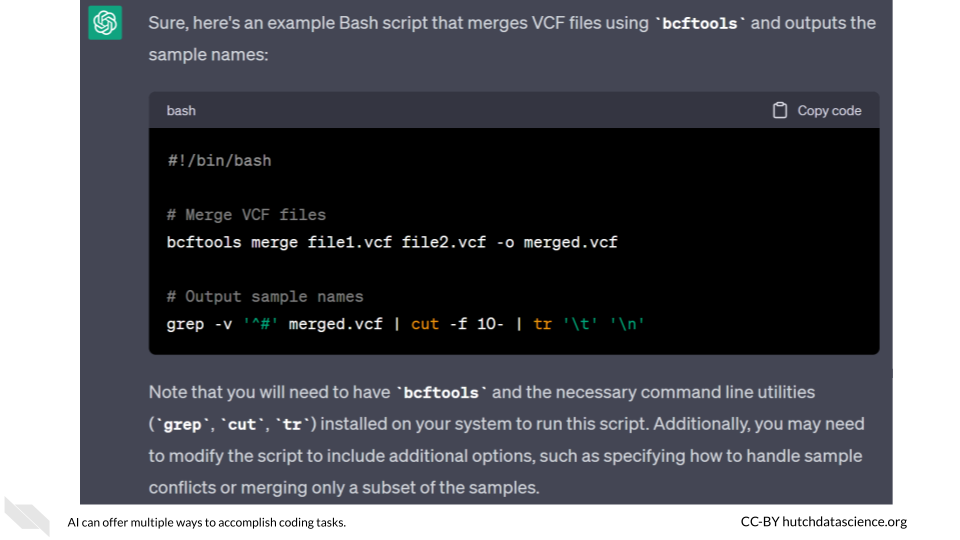 Sure, here's an example Bash script that merges VCF files using `bcftools` and outputs the
sample names:
bash
Copy code
#!/bin/bash
# Merge VCF files
bcftools merge file1.vcf file2.vcf -o merged.vcf
# Output sample names
grep -v '^#' merged.vcf | cut -f 10- | tr '\t' '\n'
Note that you will need to have `bcftools` and the necessary command line utilities
(`grep`, `cut`, `tr`) installed on your system to run this script. Additionally, you may need
to modify the script to include additional options, such as specifying how to handle sample
conflicts or merging only a subset of the samples.
AI can offer multiple ways to accomplish coding tasks.
CC-BY hutchdatascience.org